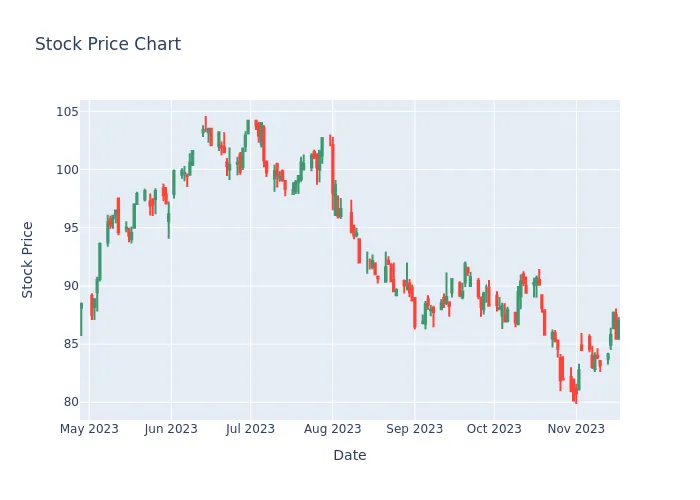 Stock Price Chart
105
100
95
90
85
80
Stock Price
May 2023
Jun 2023
Jul 2023
Aug 2023
Sep 2023
Oct 2023
Nov 2023
Date